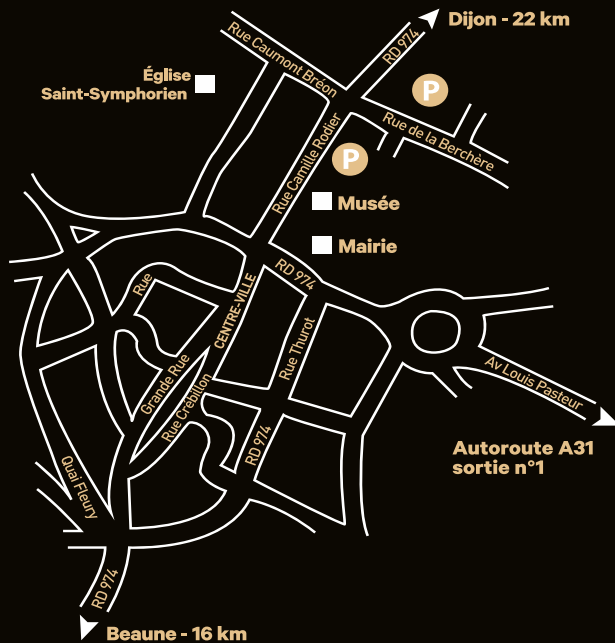 Dijon - 22 km
RD 974
Rue Caumont Bréon
Église
Saint-Symphorien
P
Rue de la Berchère
Rue Camille Rodier
P
Musée
Mairie
RD 974
Rue
CENTRE-VILLE
Rue Thurot
Grande Rue
Rue Crébillon
Av Louis Pasteur
RD 974
Autoroute A31
sortie n°1
Quai Fleury
RD 974
Beaune - 16 km